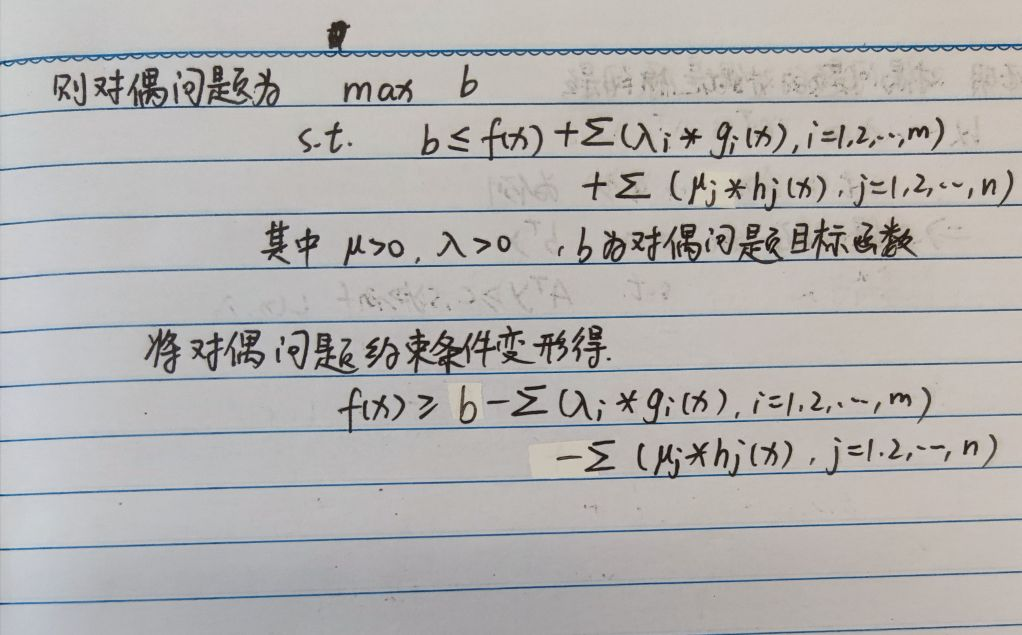 则对偶问题为 max b
s.t. b ≤ f(x) + Σ(λi * gi(x), i=1,2,...,m)
+ Σ (μj * hj(x), j=1,2,...,n)
其中 μ>0, λ>0 , b为对偶问题目标函数
将对偶问题约束条件变形得.
f(x) ≥ b - Σ (λi * gi(x), i=1,2,...,m)
- Σ (μj * hj(x), j=1.2,...,n)